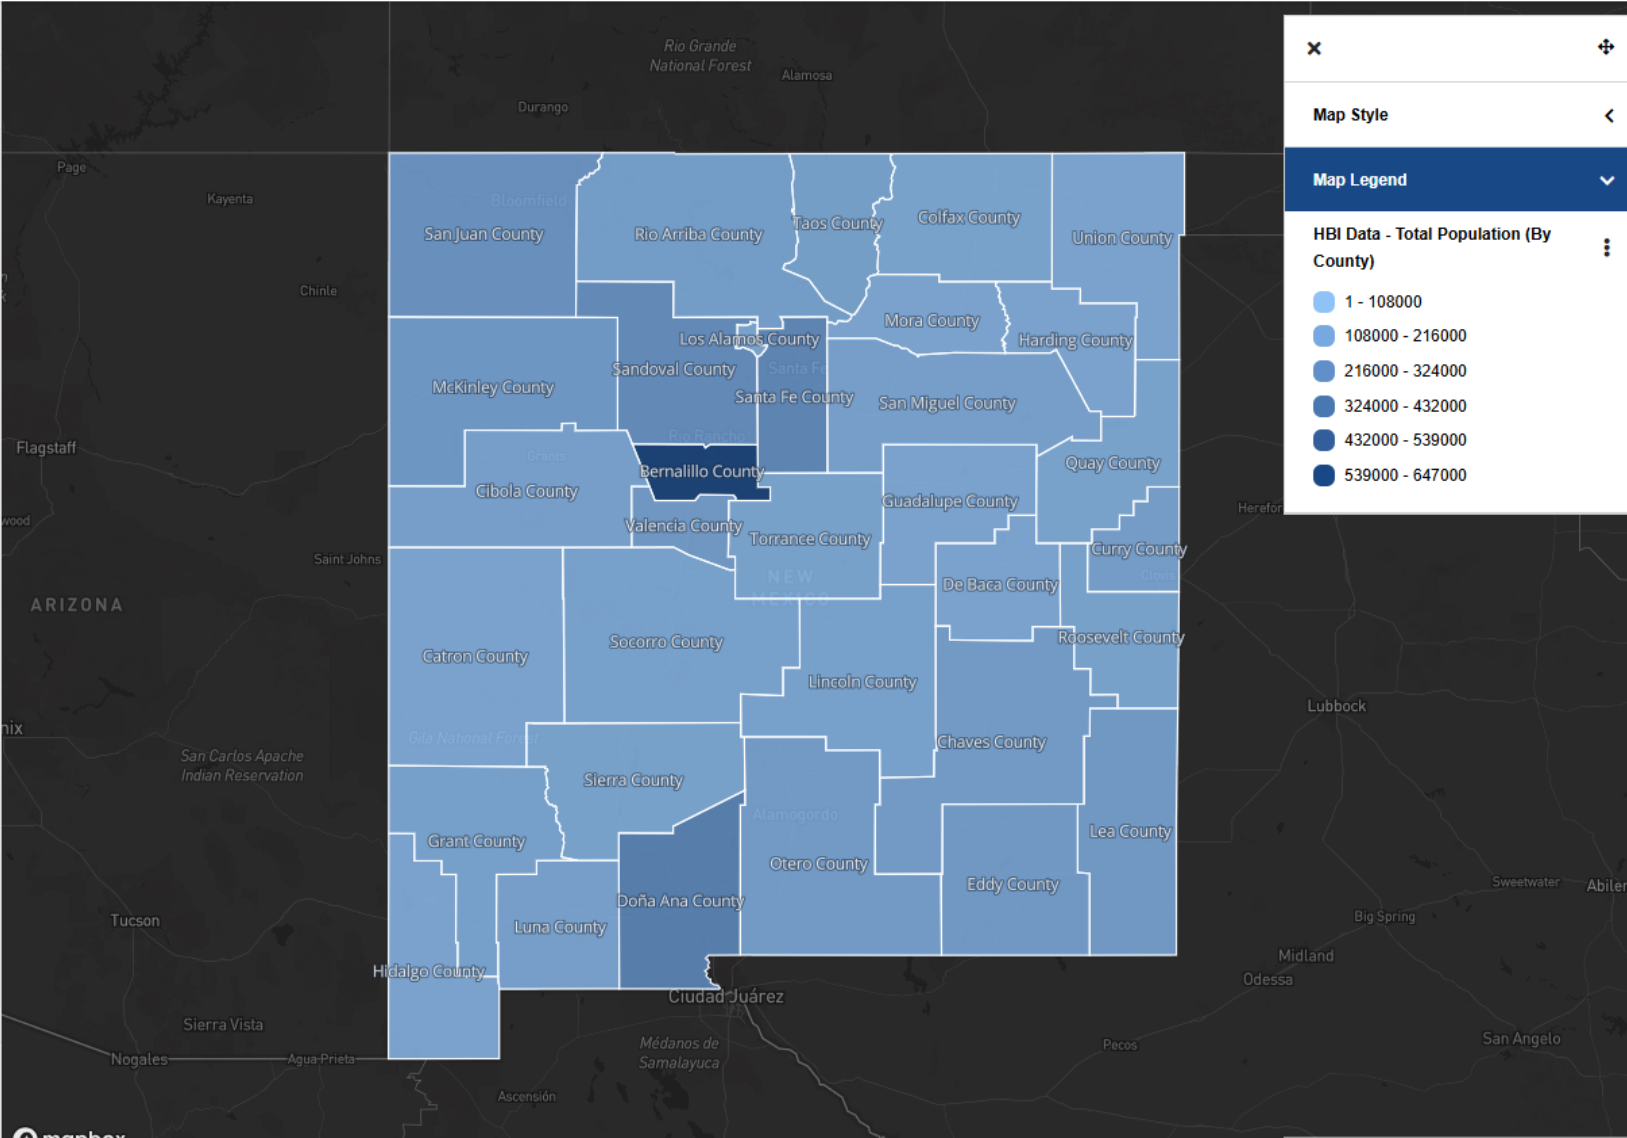 Rio Grande
National Forest
Alamosa
Durango
Page
Kayenta
Bloomfield
San Juan County
Rio Arriba County
Taos County
Colfax County
Union County
Chinle
Los Alamos County
Mora County
Harding County
Sandoval County
Santa Fe
McKinley County
Santa Fe County
San Miguel County
Flagstaff
Rio Rancho
Grants
Bernalillo County
Quay County
Cibola County
Guadalupe County
Herefor
wood
Valencia County
Torrance County
Curry County
Saint Johns
Clovis
NEW
MEXICO
De Baca County
ARIZONA
Socorro County
Roosevelt County
Catron County
Lincoln County
Lubbock
nix
Gila National Forest
Chaves County
San Carlos Apache
Indian Reservation
Sierra County
Alamogordo
Grant County
Lea County
Otero County
Eddy County
Sweetwater
Abiler
Doña Ana County
Tucson
Luna County
Big Spring
Midland
Hidalgo County
Odessa
Ciudad Juárez
Sierra Vista
Médanos de
Samalayuca
Pecos
San Angelo
Nogales
Agua Prieta
Ascensión
mapbox
Map Style
Map Legend
HBI Data - Total Population (By
County)
1 - 108000
108000 - 216000
216000 - 324000
324000 - 432000
432000 - 539000
539000 - 647000